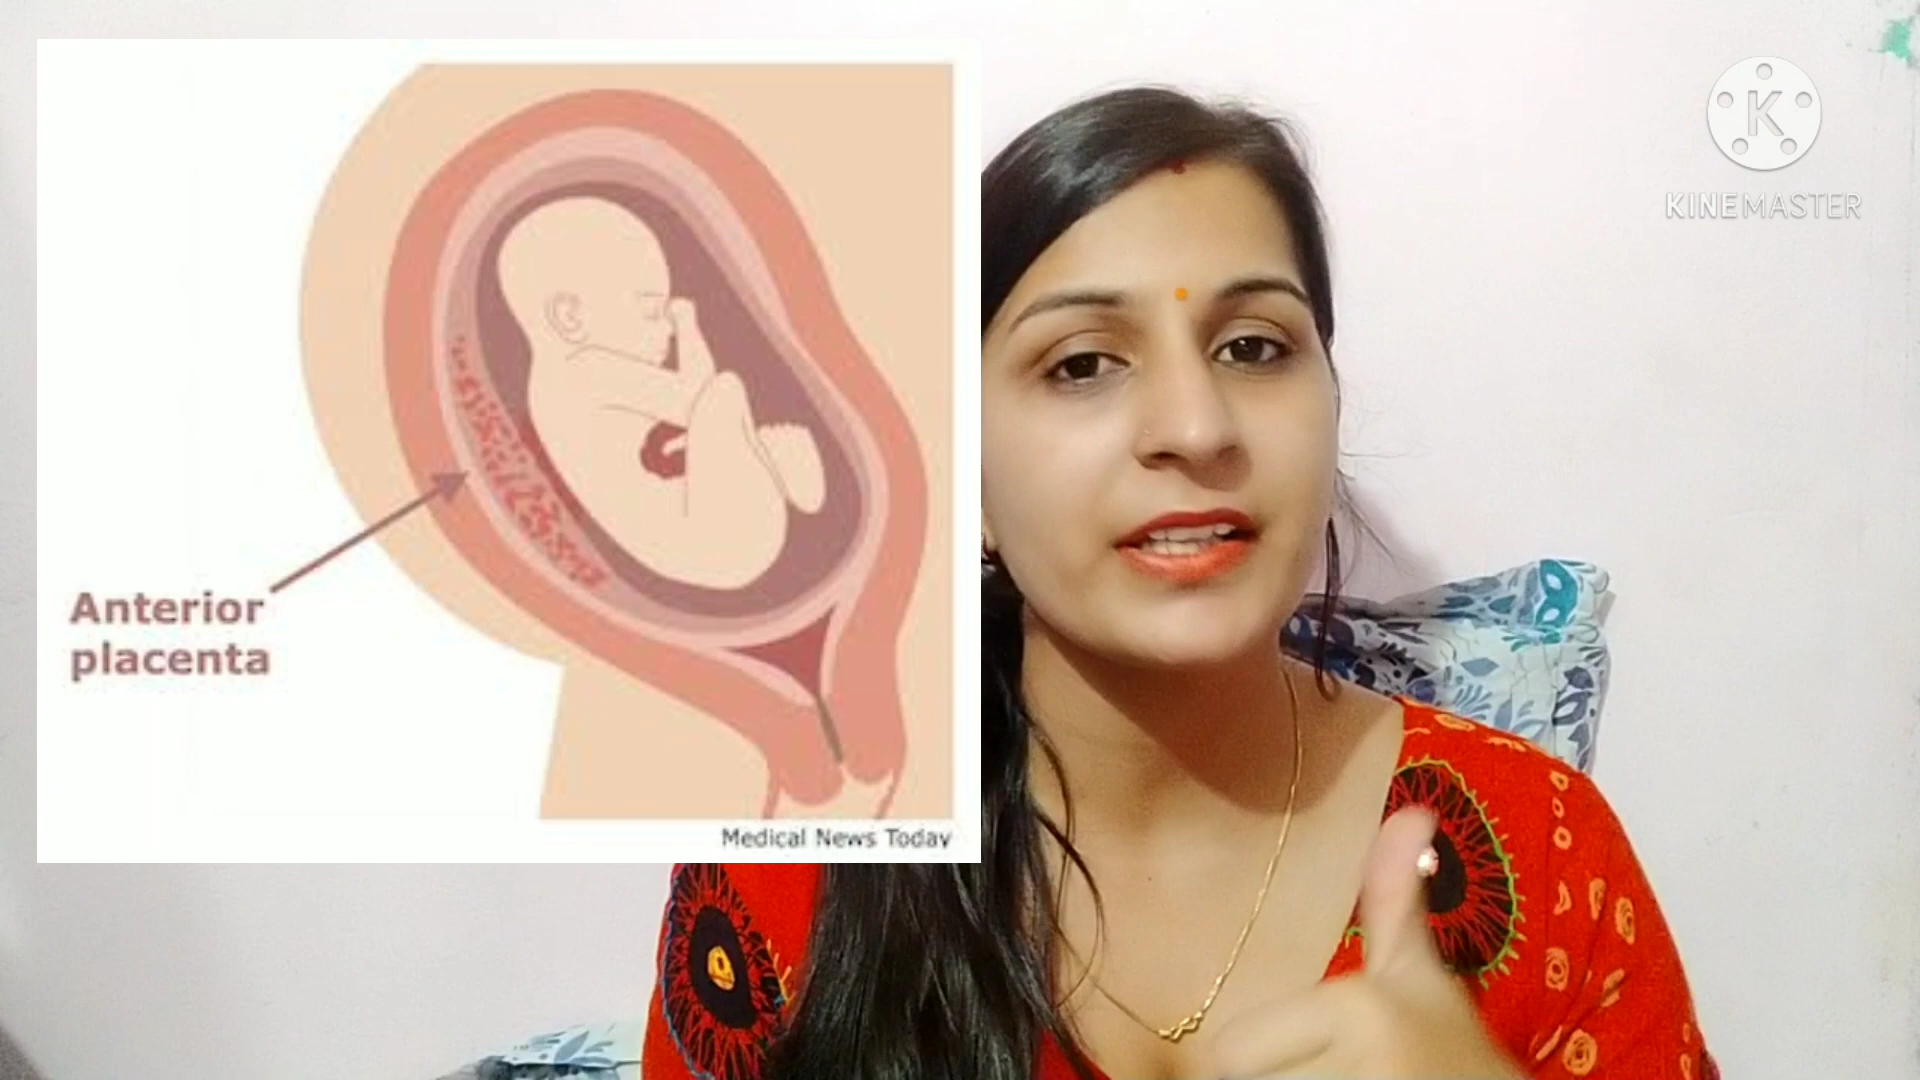 Anterior
placenta
Medical News Today
K
KINEMASTER